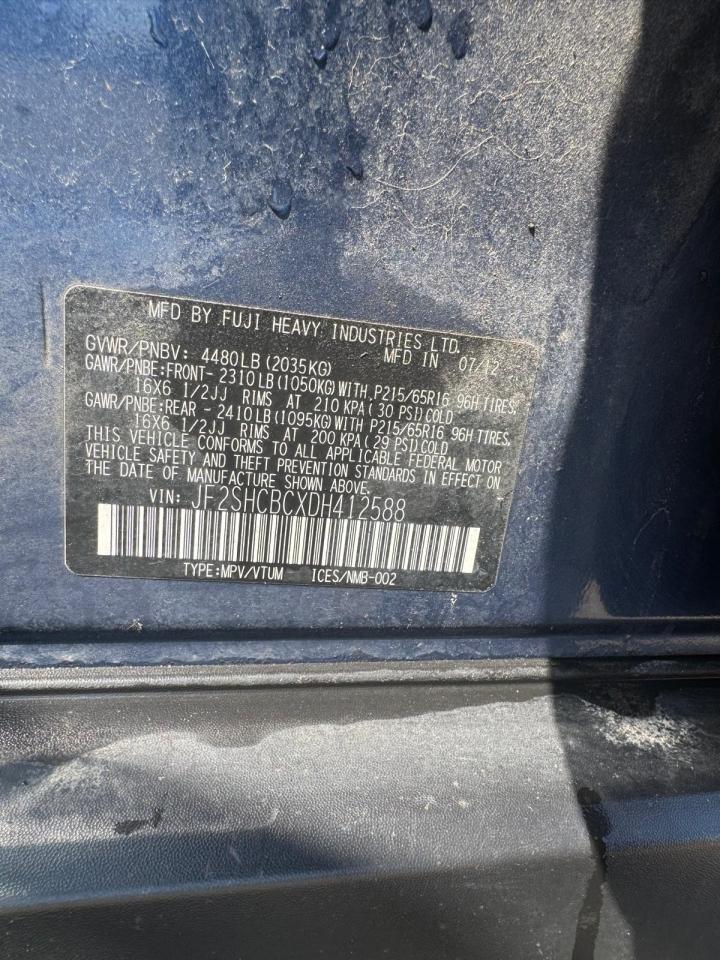 MFD BY FUJI HEAVY INDUSTRIES LTD.
GVWR/PNBV: 4480LB(2035KG) MFD IN 07/12
GAWR/PNBE:FRONT- 2310LB(1050KG)WITH P215/65R16 96H TIRES,
16X6 1/2JJ RIMS AT 210 KPA(30 PSI)COLD
GAWR/PNBE:REAR - 2410LB(1095KG)WITH P215/65R16 96H TIRES,
16X6 1/2JJ RIMS AT 200 KPA(29 PSI)COLD
THIS VEHICLE CONFORMS TO ALL APPLICABLE FEDERAL MOTOR
VEHICLE SAFETY AND THEFT PREVENTION STANDARDS IN EFFECT ON
THE DATE OF MANUFACTURE SHOWN ABOVE.
VIN: JF2SHCBCXDH412588
TYPE:MPV/VTUM ICES/NMB-002